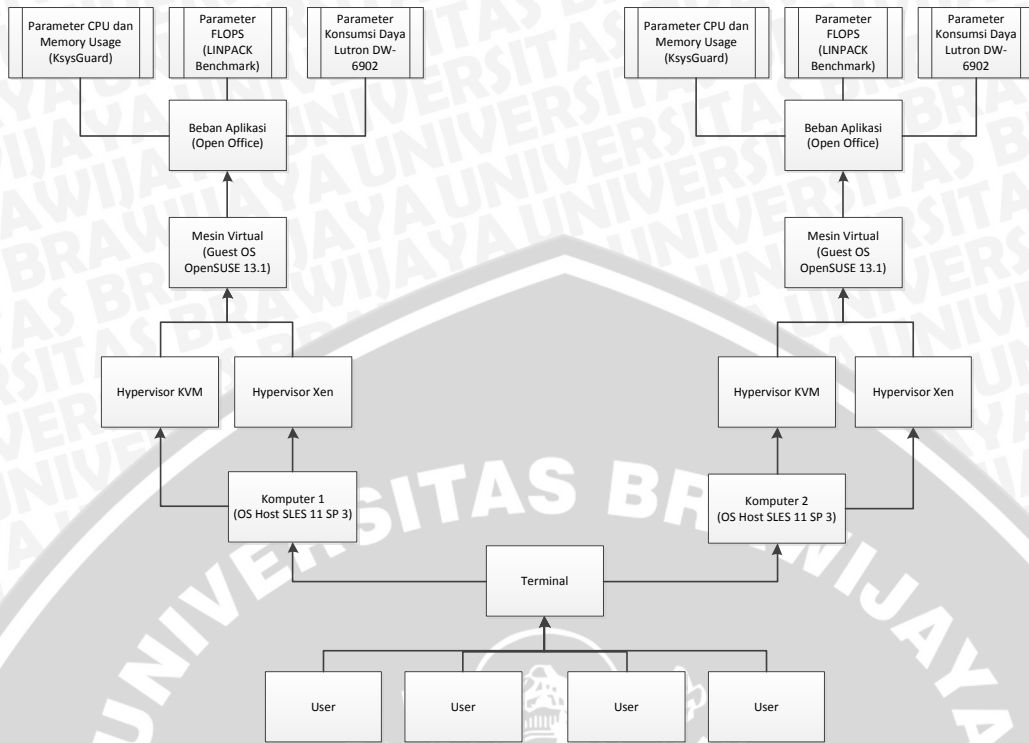 Parameter CPU dan
Memory Usage
(KsysGuard)
Parameter
FLOPS
(LINPACK
Benchmark)
Parameter
Konsumsi Daya
Lutron DW-
6902
Parameter CPU dan
Memory Usage
(KsysGuard)
Parameter
FLOPS
(LINPACK
Benchmark)
Parameter
Konsumsi Daya
Lutron DW-
6902
Beban Aplikasi
(Open Office)
Beban Aplikasi
(Open Office)
Mesin Virtual
(Guest OS
OpenSUSE 13.1)
Mesin Virtual
(Guest OS
OpenSUSE 13.1)
Hypervisor KVM
Hypervisor Xen
Hypervisor KVM
Hypervisor Xen
Komputer 1
(OS Host SLES 11 SP 3)
Komputer 2
(OS Host SLES 11 SP 3)
Terminal
User
User
User
User
UNIVERSITAS BRAWIJAYA